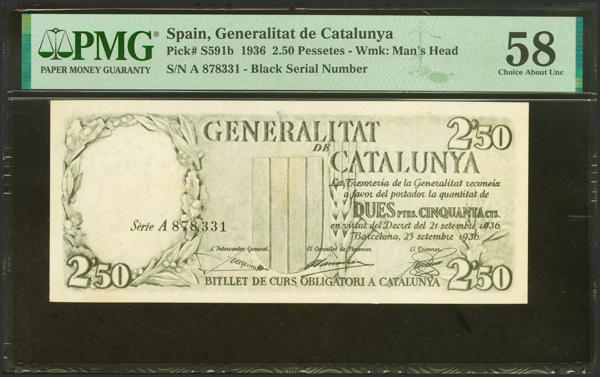 PMG
PAPER MONEY GUARANTY
Spain, Generalitat de Catalunya
Pick# S591b 1936 2.50 Pessetes - Wmk: Man's Head
S/N A 878331 - Black Serial Number
58
Choice About Unc
GENERALITAT
DE
CATALUNYA
2'50
La Tresoreria de la Generalitat reconeix
a favor del portador la quantitat de
DUES PTES. CINQUANTA CTS.
en virtut del Decret del 21 setembre 1936.
Barcelona, 25 setembre 1936.
Sèrie A 878,331
L'Interventor General, El Conseller de Finances, El Tresorer,
2'50
BITLLET DE CURS OBLIGATORI A CATALUNYA
2'50